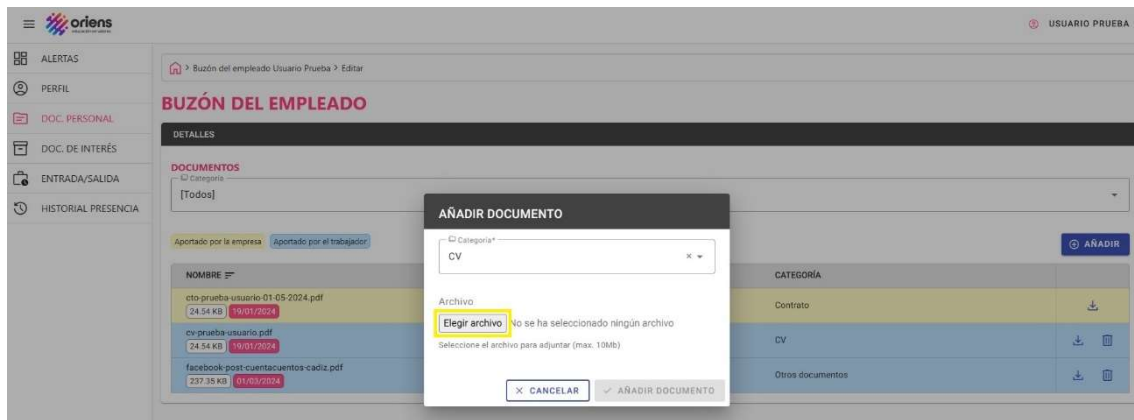 oriens
USUARIO PRUEBA
ALERTAS
PERFIL
DOC. PERSONAL
DOC. DE INTERÉS
ENTRADA/SALIDA
HISTORIAL PRESENCIA
> Buzón del empleado Usuario Prueba > Editar
BUZÓN DEL EMPLEADO
DETALLES
DOCUMENTOS
Categoría
[Todos]
Aportado por la empresa Aportado por el trabajador
AÑADIR
NOMBRE CATEGORÍA
cto-prueba-usuario-01-05-2024.pdf
24.54 KB 19/01/2024
Contrato
cv-prueba-usuario.pdf
24.54 KB 19/01/2024
CV
facebook-post-cuentacuentos-cadiz.pdf
237.35 KB 01/03/2024
Otros documentos
AÑADIR DOCUMENTO
Categoría*
CV
Archivo
Elegir archivo No se ha seleccionado ningún archivo
Seleccione el archivo para adjuntar (max. 10Mb)
CANCELAR AÑADIR DOCUMENTO